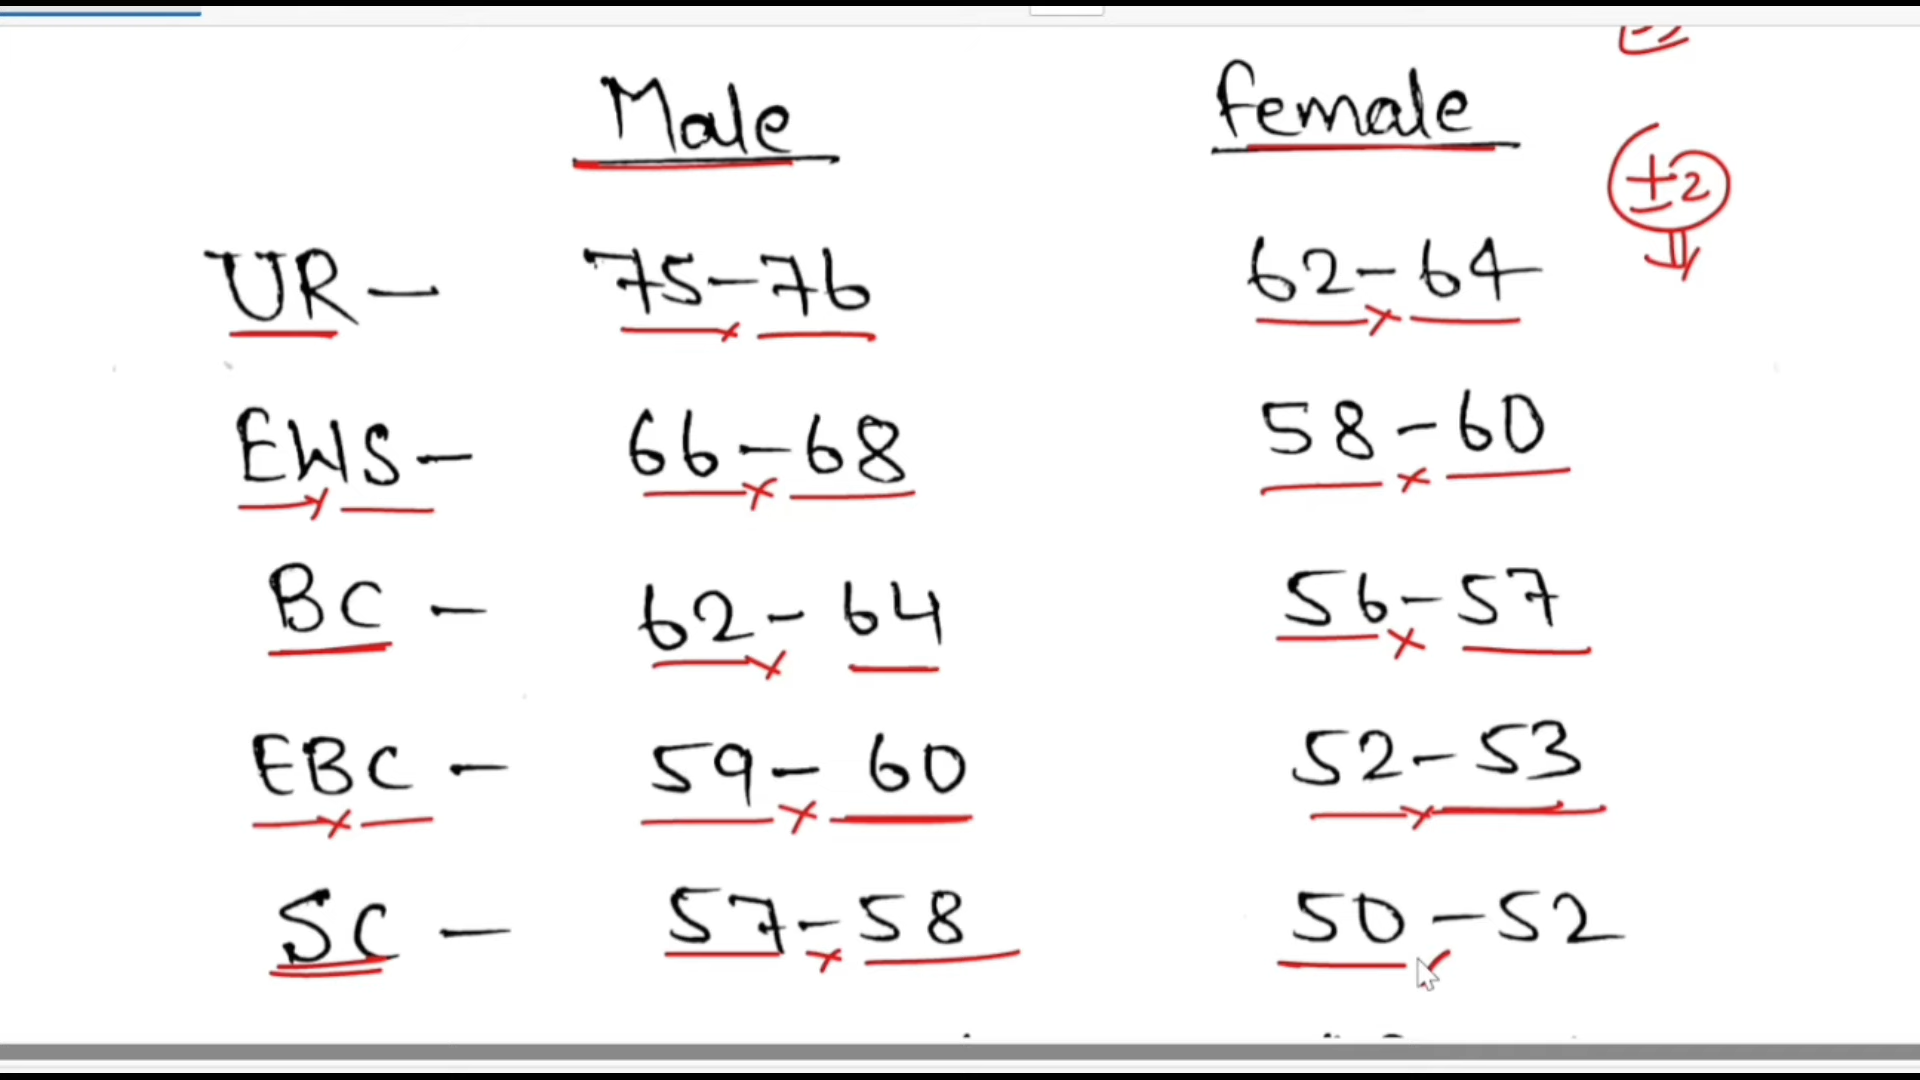 Male Female
±2
UR - 75-76 62-64
EWS - 66-68 58-60
BC - 62-64 56-57
EBC - 59-60 52-53
SC - 57-58 50-52